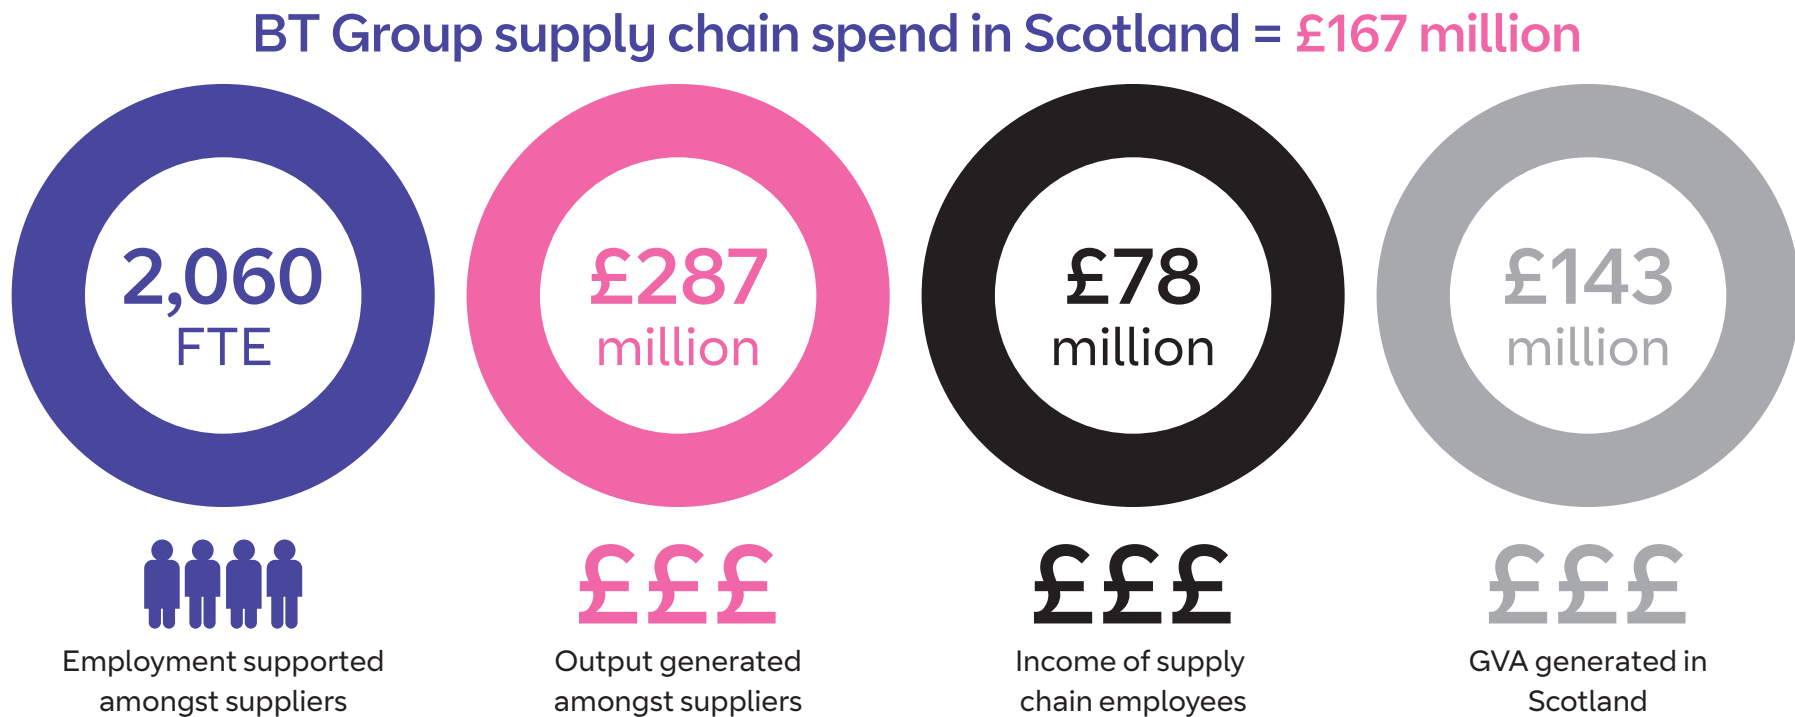 BT Group supply chain spend in Scotland = £167 million
2,060
FTE
£287
million
£78
million
£143
million
£££
£££
£££
Employment supported
amongst suppliers
Output generated
amongst suppliers
Income of supply
chain employees
GVA generated in
Scotland